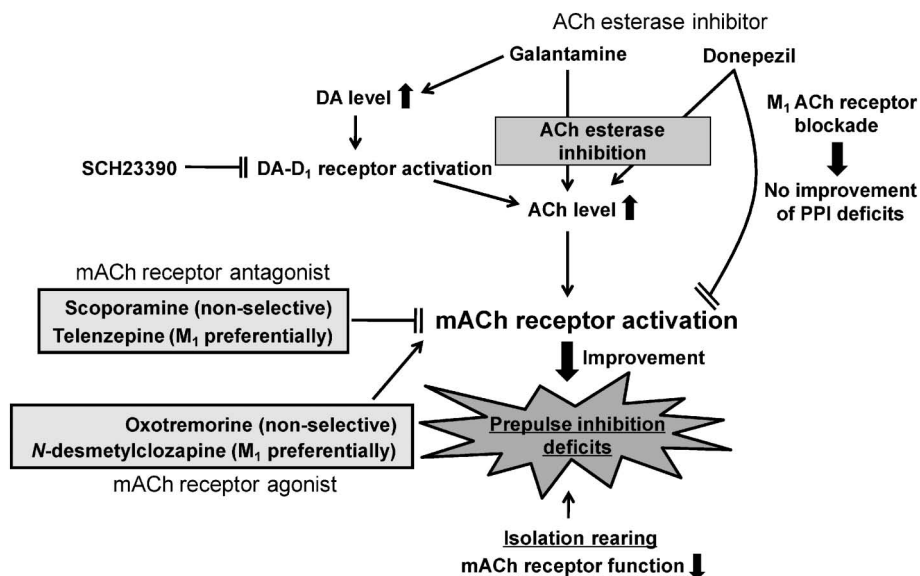 ACh esterase inhibitor
Galantamine
Donepezil
DA level
M₁ ACh receptor
blockade
ACh esterase
inhibition
SCH23390
DA-D₁ receptor activation
No improvement
of PPI deficits
ACh level
mACh receptor antagonist
Scoporamine (non-selective)
Telenzepine (M₁ preferentially)
mACh receptor activation
Improvement
Oxotremorine (non-selective)
N-desmetylclozapine (M₁ preferentially)
mACh receptor agonist
Prepulse inhibition
deficits
Isolation rearing
mACh receptor function